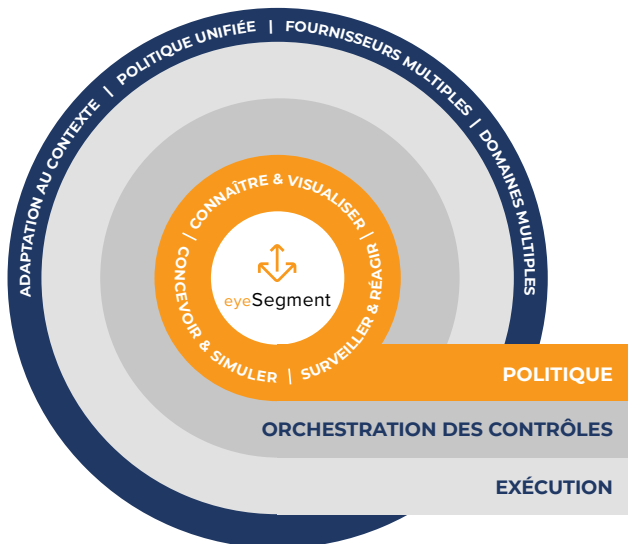 ADAPTATION AU CONTEXTE | POLITIQUE UNIFIÉE | FOURNISSEURS MULTIPLES | DOMAINES MULTIPLES
CONCEVOIR & SIMULER | CONNAÎTRE & VISUALISER | SURVEILLER & RÉAGIR |
eyeSegment
POLITIQUE
ORCHESTRATION DES CONTRÔLES
EXÉCUTION